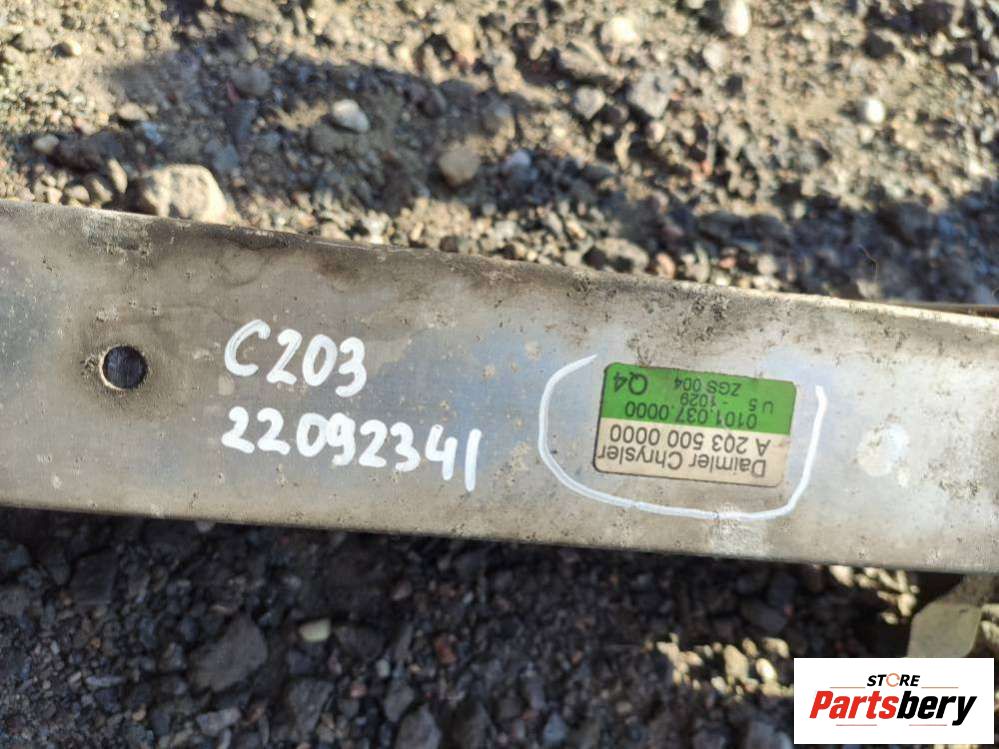 C203
22092341
Daimler Chrysler
A 203 500 0000
0101.037.0000 Q4
U 5 - 1029
ZGS 004
STORE
Partsbery